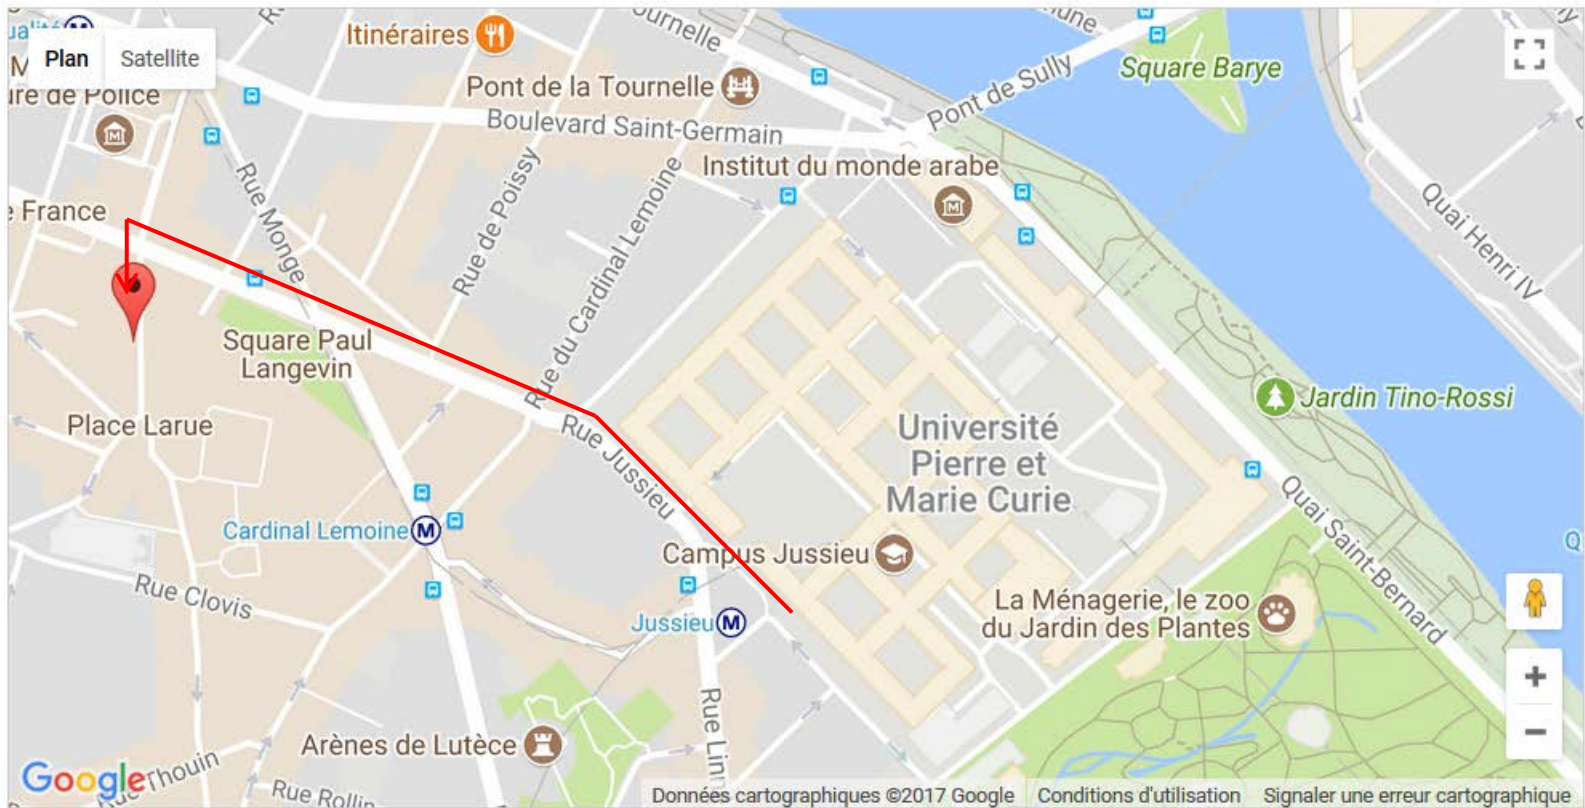 Plan
Satellite
Itinéraires
Pont de la Tournelle
Boulevard Saint-Germain
Pont de Sully
Square Barye
Institut du monde arabe
Quai Henri IV
Rue Monge
Rue de Poissy
Rue du Cardinal Lemoine
France
Square Paul
Langevin
Place Larue
Rue Jussieu
Université
Pierre et
Marie Curie
Jardin Tino-Rossi
Quai Saint-Bernard
Cardinal Lemoine M
Campus Jussieu
Rue Clovis
Jussieu M
La Ménagerie, le zoo
du Jardin des Plantes
Arènes de Lutèce
Rue Thouin
Google
Données cartographiques ©2017 Google
Conditions d'utilisation
Signaler une erreur cartographique